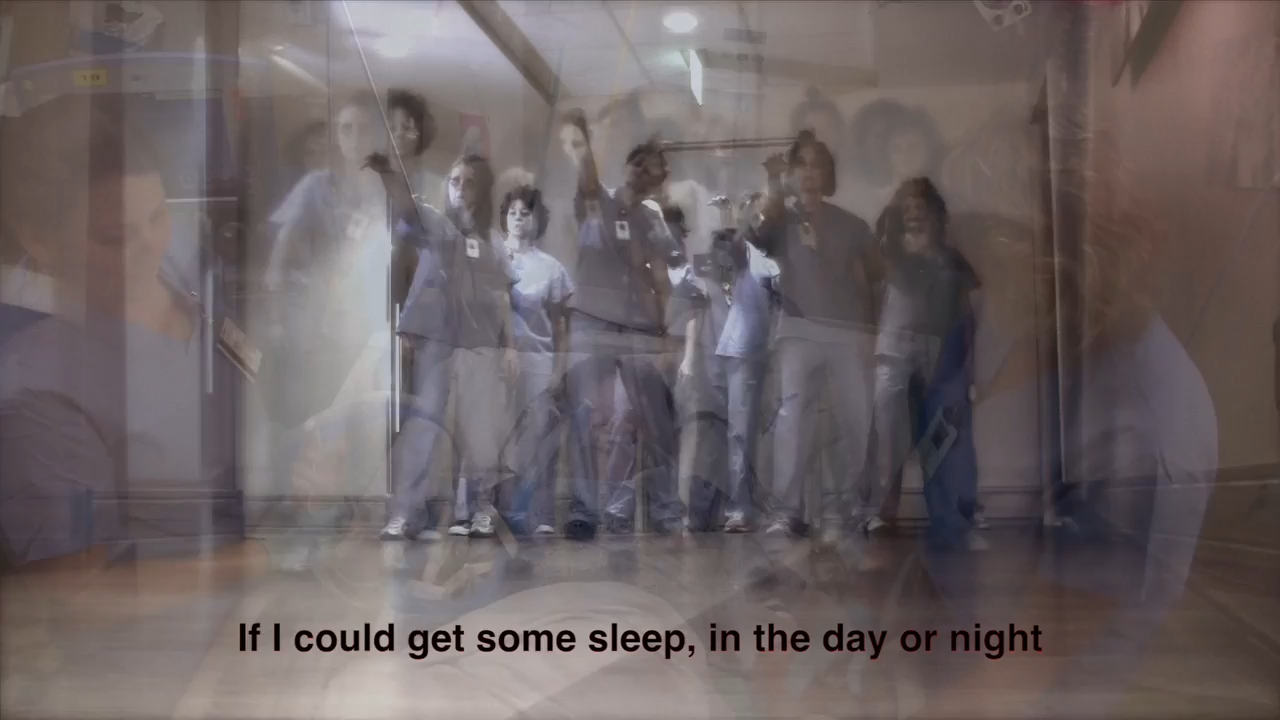 If I could get some sleep, in the day or night